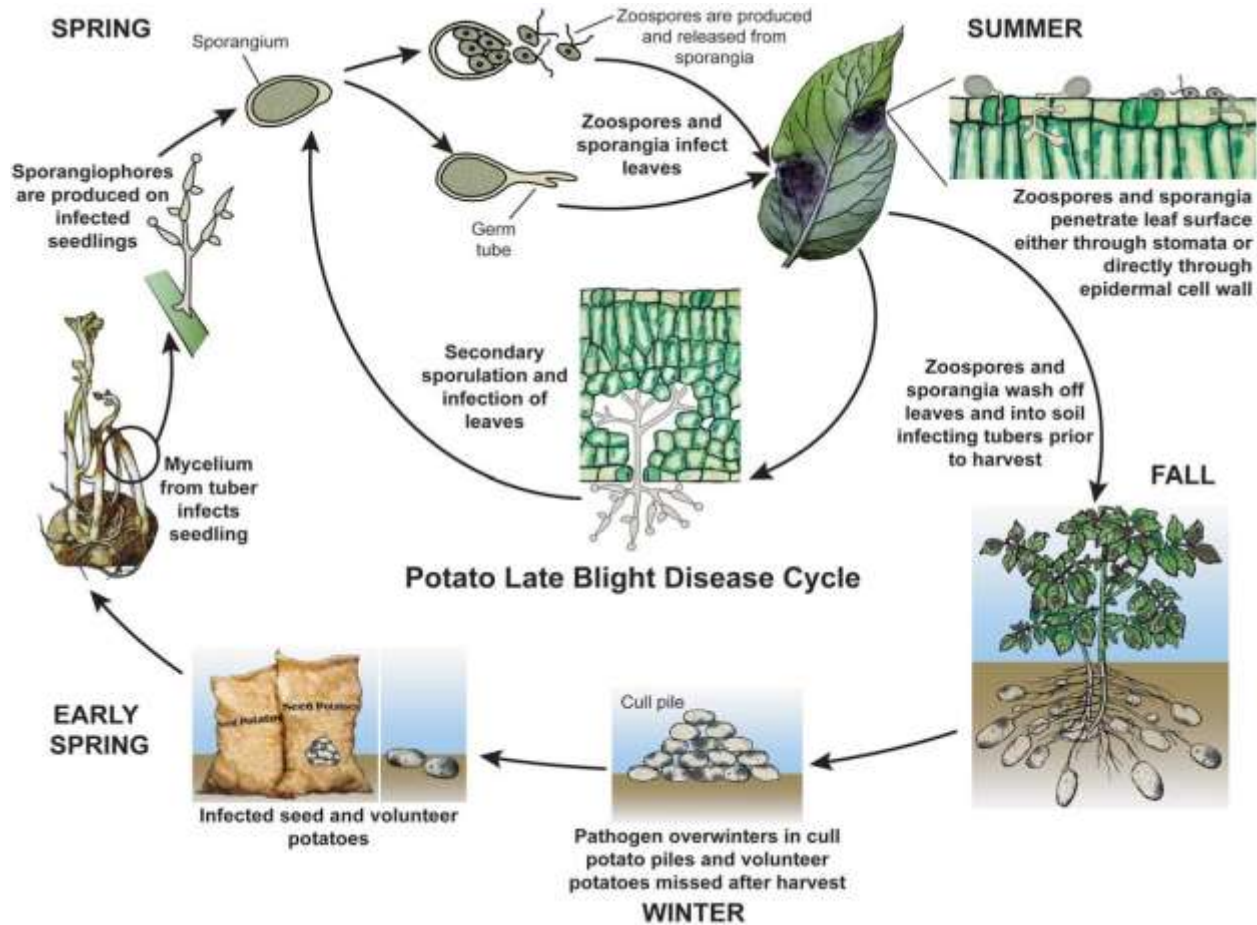 SPRING
Sporangium
Zoospores are produced
and released from
sporangia
SUMMER
Zoospores and
sporangia infect
leaves
Germ
tube
Sporangiophores
are produced on
infected
seedlings
Zoospores and sporangia
penetrate leaf surface
either through stomata or
directly through
epidermal cell wall
Secondary
sporulation and
infection of
leaves
Zoospores and
sporangia wash off
leaves and into soil
infecting tubers prior
to harvest
Mycelium
from tuber
infects
seedling
FALL
Potato Late Blight Disease Cycle
EARLY
SPRING
Seed Potatoes
Infected seed and volunteer
potatoes
Cull pile
Pathogen overwinters in cull
potato piles and volunteer
potatoes missed after harvest
WINTER